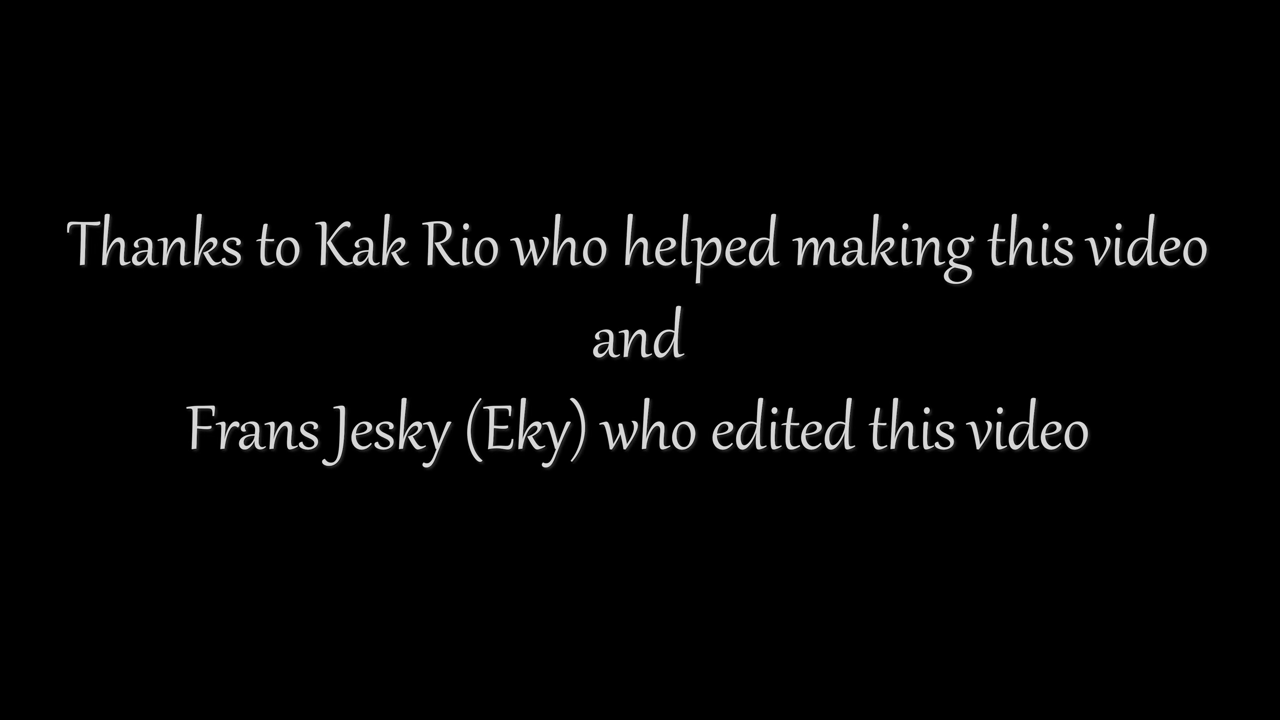 Thanks to Kak Rio who helped making this video
and
Frans Jesky (Eky) who edited this video